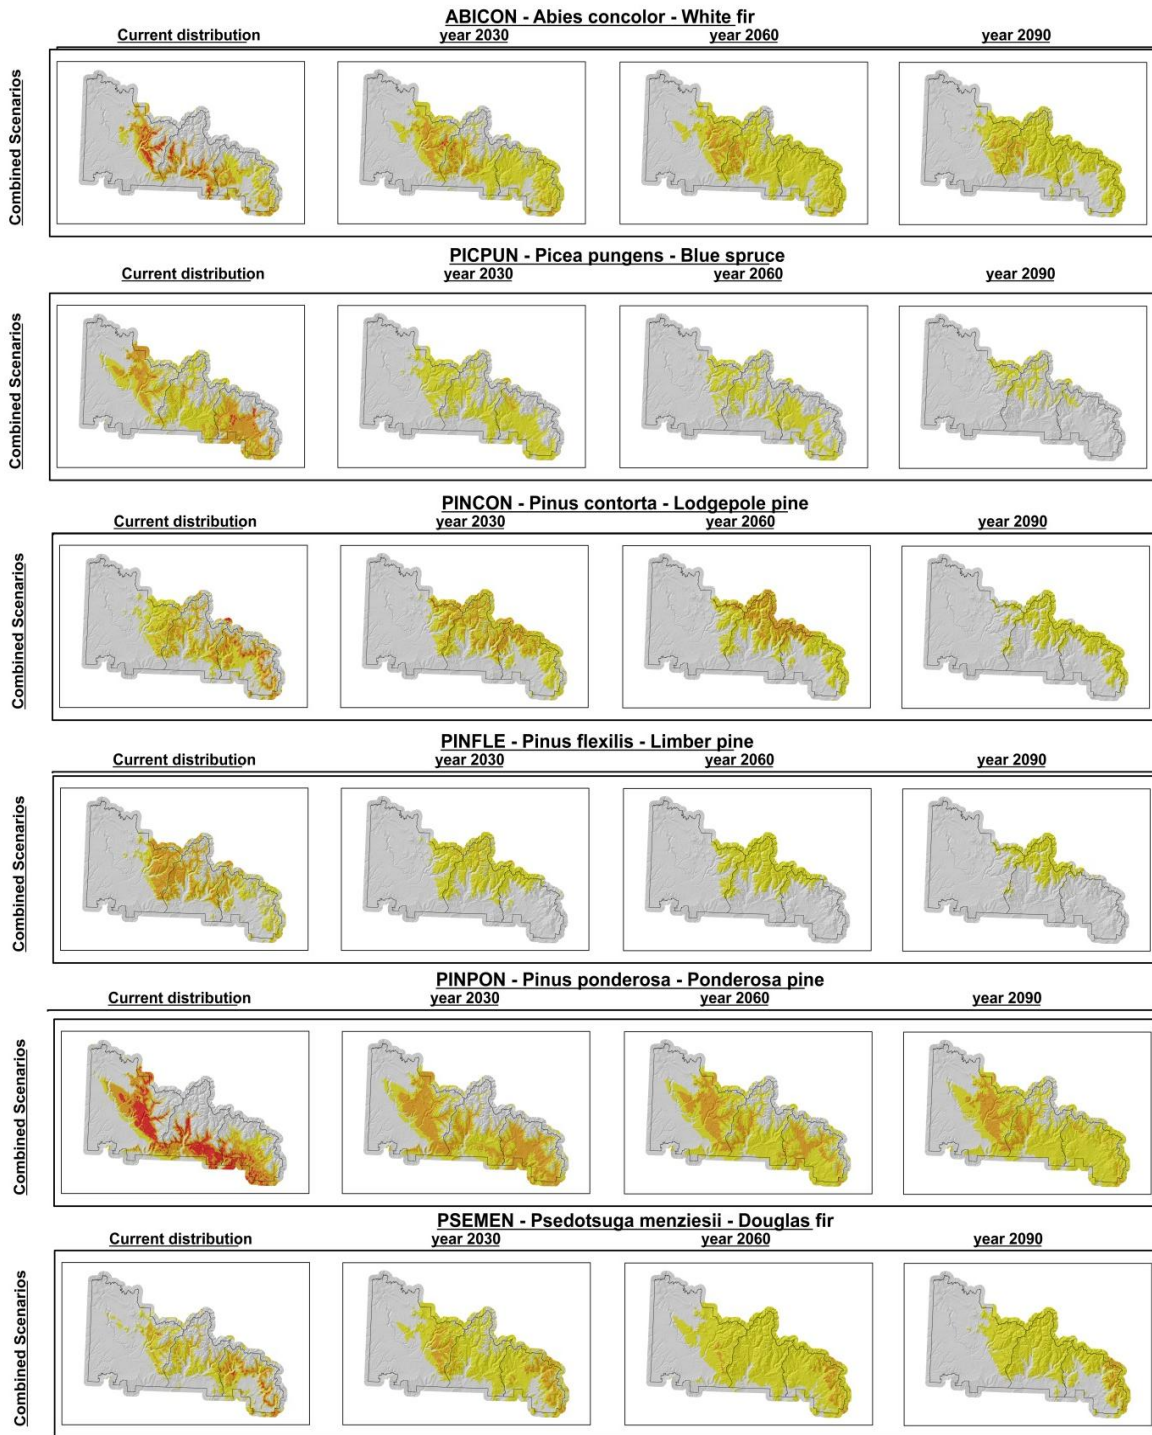 ABICON - Abies concolor - White fir
Current distribution year 2030 year 2060 year 2090
Combined Scenarios
PICPUN - Picea pungens - Blue spruce
Current distribution year 2030 year 2060 year 2090
Combined Scenarios
PINCON - Pinus contorta - Lodgepole pine
Current distribution year 2030 year 2060 year 2090
Combined Scenarios
PINFLE - Pinus flexilis - Limber pine
Current distribution year 2030 year 2060 year 2090
Combined Scenarios
PINPON - Pinus ponderosa - Ponderosa pine
Current distribution year 2030 year 2060 year 2090
Combined Scenarios
PSEMEN - Psedotsuga menziesii - Douglas fir
Current distribution year 2030 year 2060 year 2090
Combined Scenarios